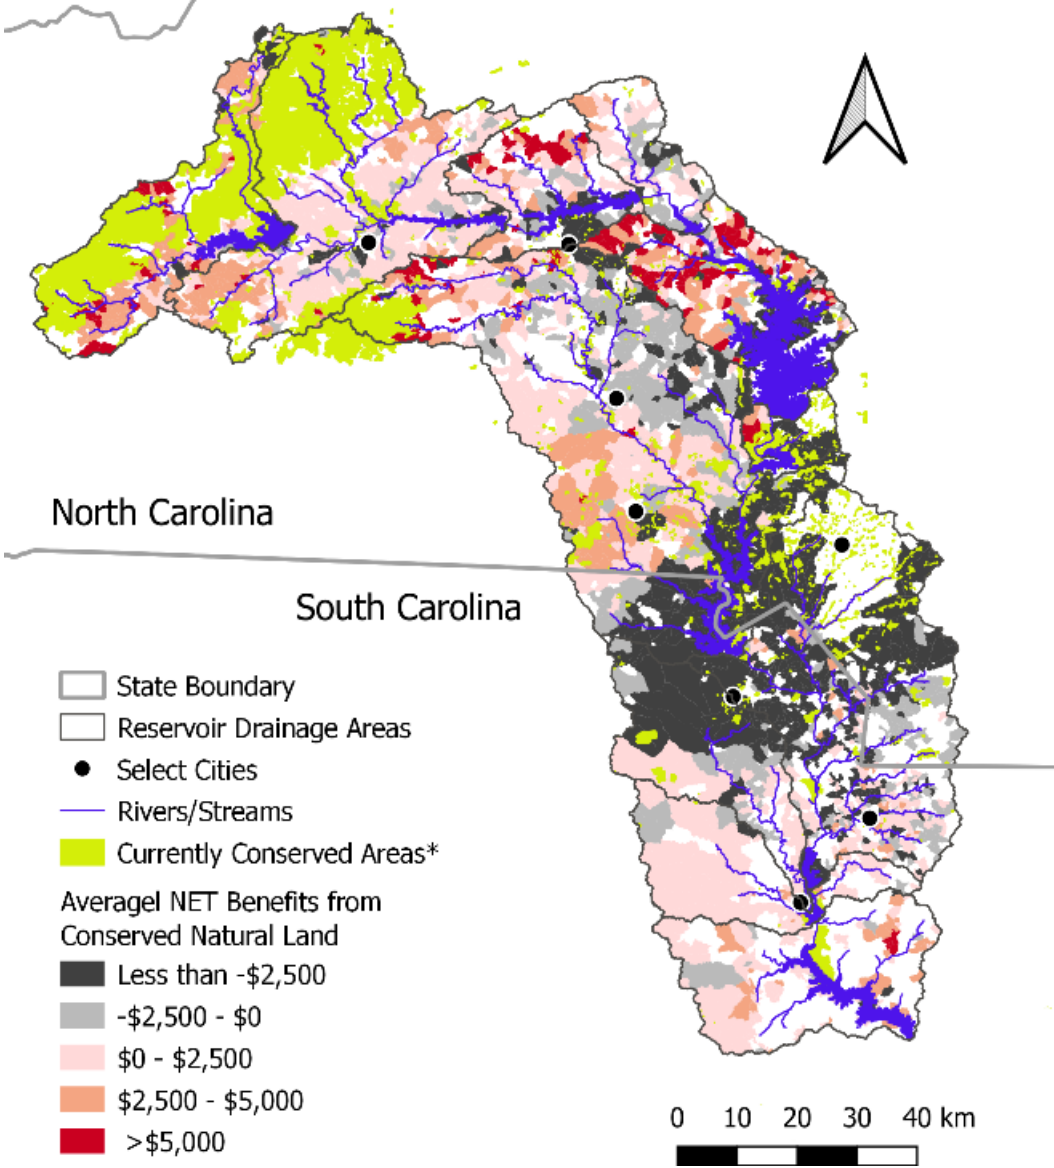 North Carolina
South Carolina
State Boundary
Reservoir Drainage Areas
Select Cities
Rivers/Streams
Currently Conserved Areas*
Averagel NET Benefits from
Conserved Natural Land
Less than -$2,500
-$2,500 - $0
$0 - $2,500
$2,500 - $5,000
>$5,000
0 10 20 30 40 km